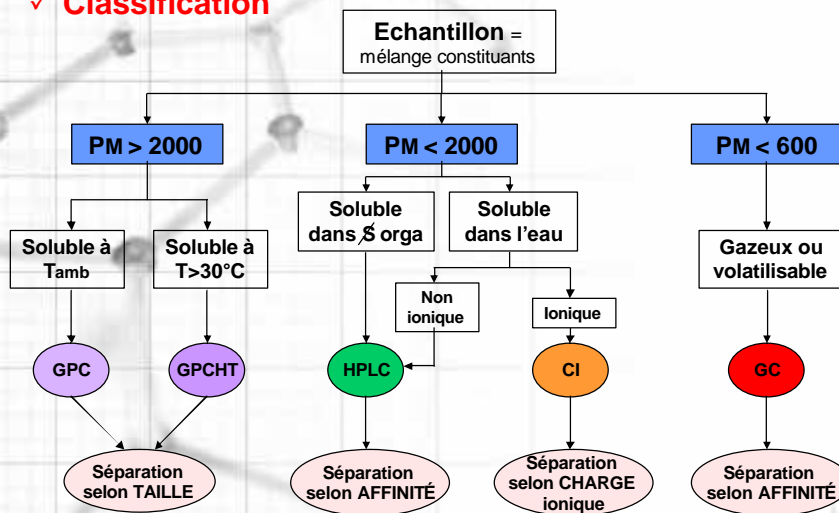 ✓ Classification
Echantillon =
mélange constituants
PM > 2000
PM < 2000
PM < 600
Soluble à
Tamb
Soluble à
T>30°C
Soluble
dans S orga
Soluble
dans l'eau
Gazeux ou
volatilisable
Non
ionique
Ionique
GPC
GPCHT
HPLC
CI
GC
Séparation
selon TAILLE
Séparation
selon AFFINITÉ
Séparation
selon CHARGE
ionique
Séparation
selon AFFINITÉ